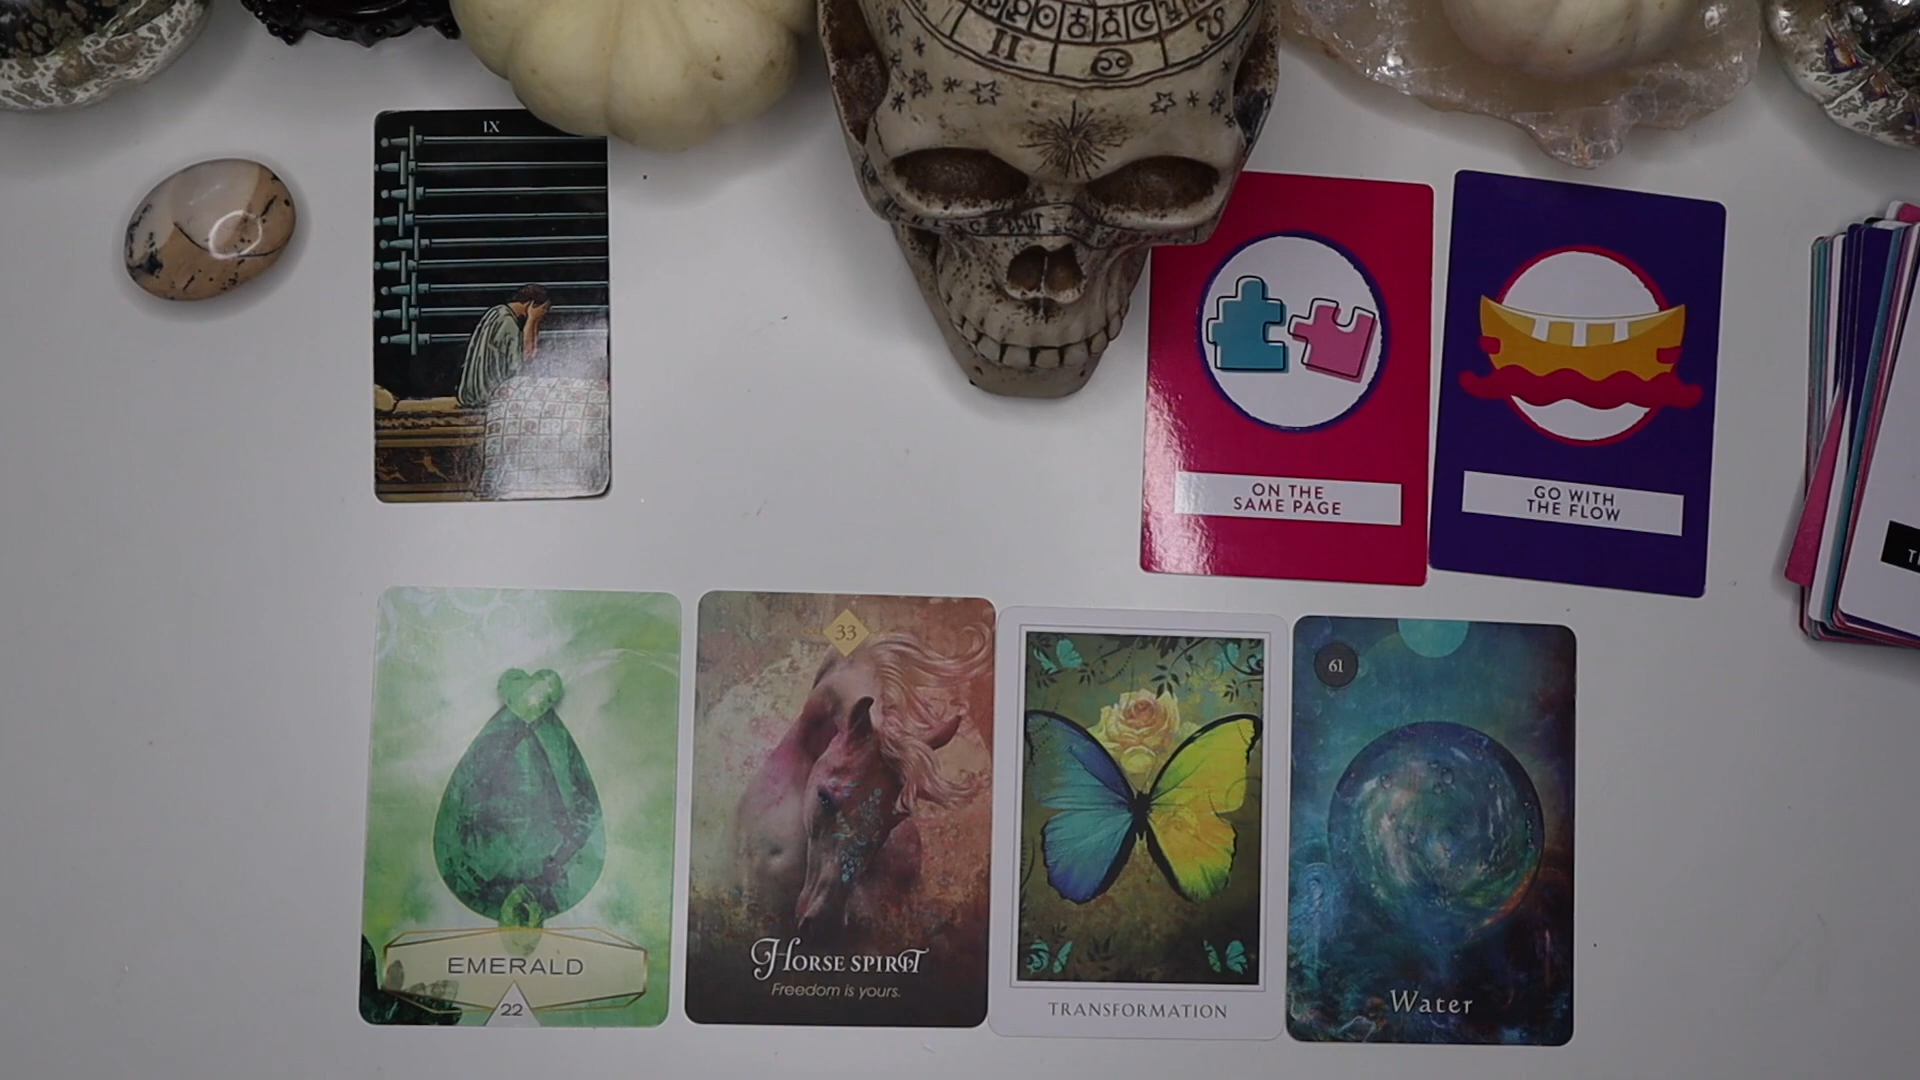 IX
ON THE
SAME PAGE
GO WITH
THE FLOW
EMERALD
22
33
HORSE SPIRIT
Freedom is yours.
TRANSFORMATION
61
Water